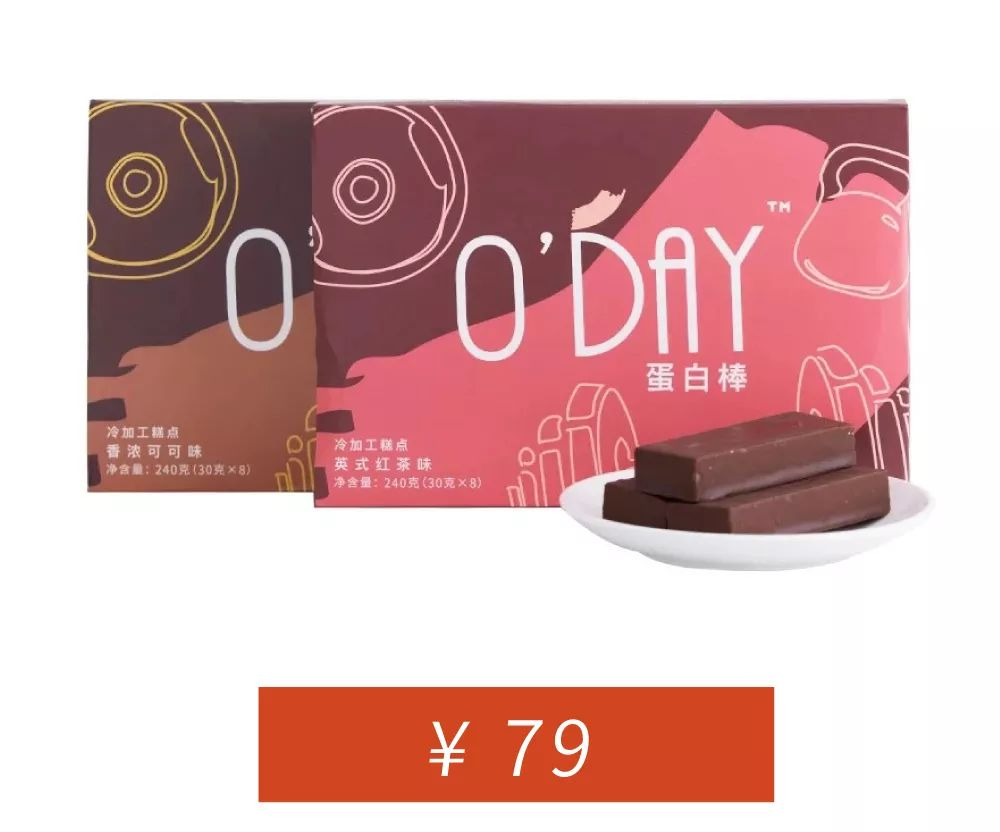 O'
冷加工糕点
香浓可可味
净含量：240克(30克×8)
O'DAY™
蛋白棒
冷加工糕点
英式红茶味
净含量：240克(30克×8)
¥ 79